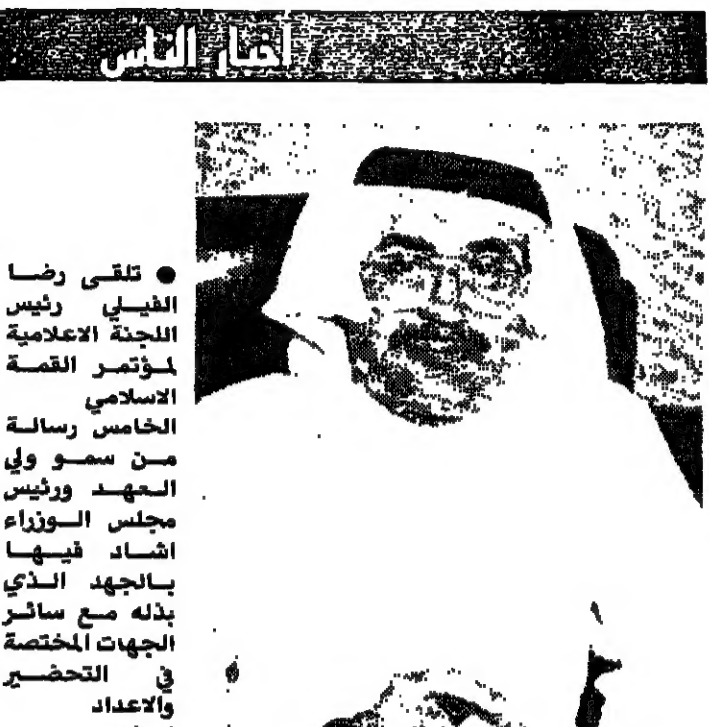 اخبار الناس
● تلقى رضا
الفيلي رئيس
اللجنة الاعلامية
لمؤتمر القمة
الاسلامي
الخامس رسالة
من سمو ولي
العهد ورئيس
مجلس الوزراء
اشاد فيها
بالجهد الذي
بذله مع سائر
الجهات المختصة
في التحضير
والاعداد